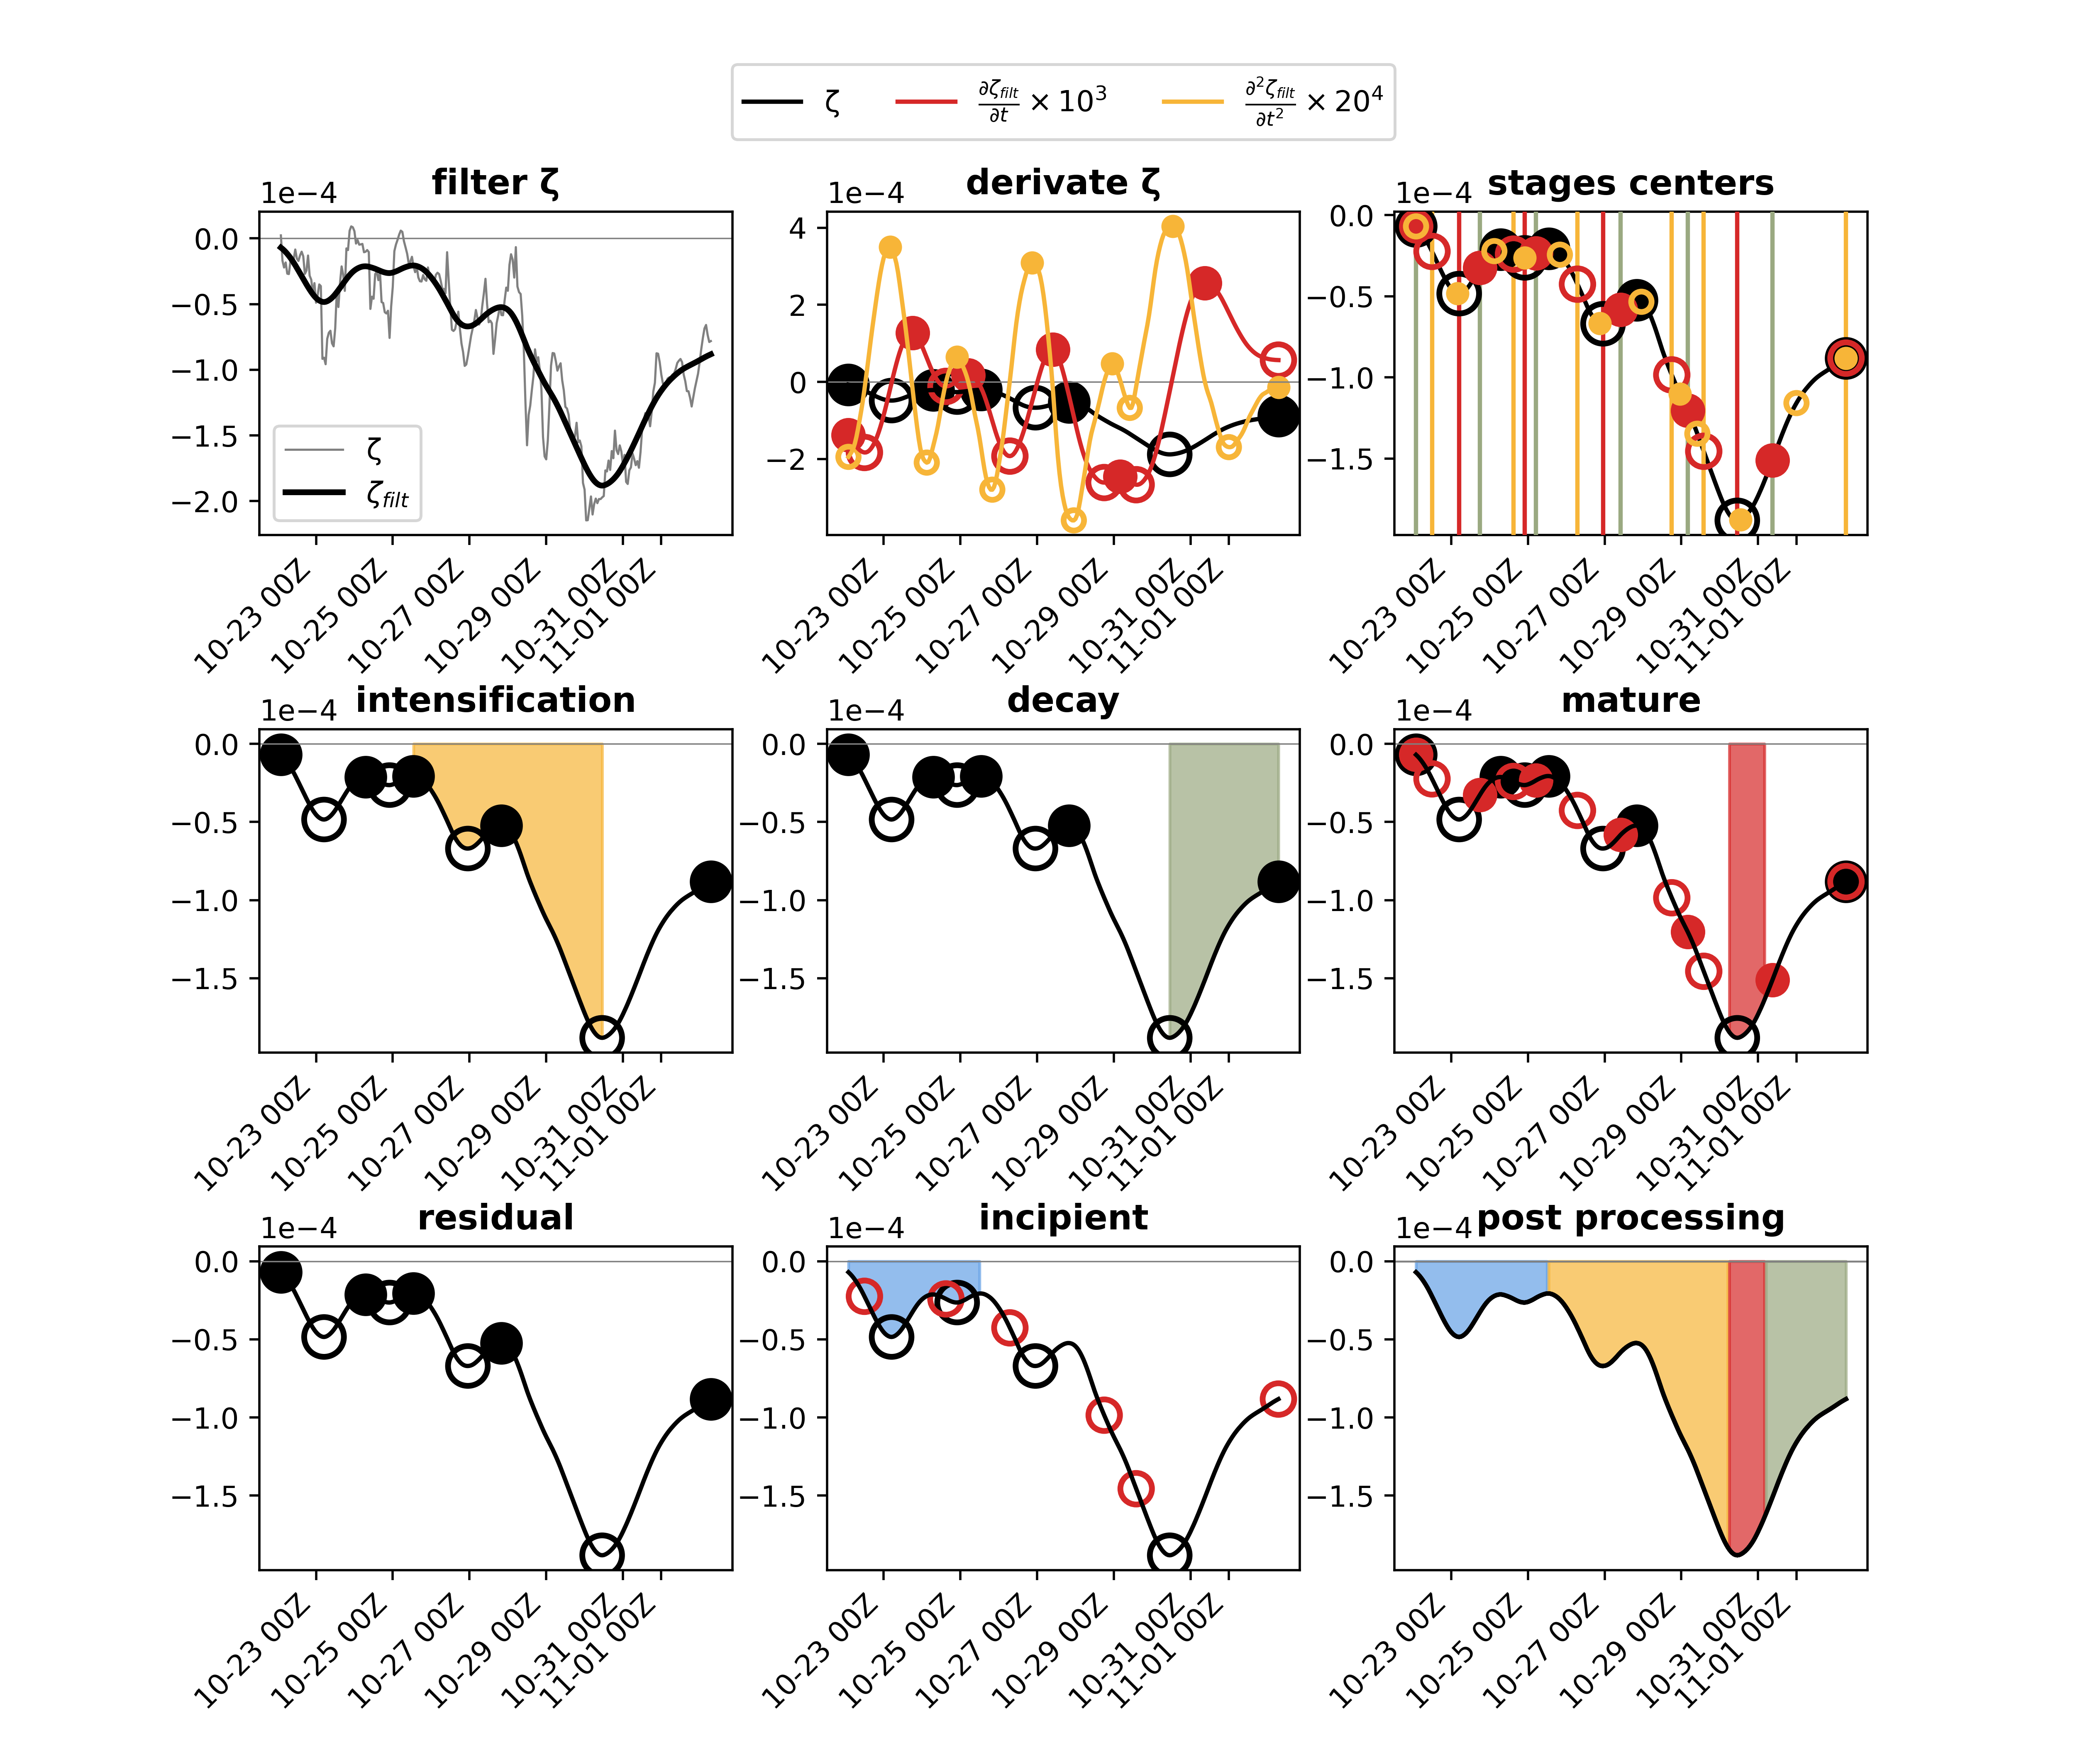 ζ ∂ζ_filt/∂t × 10³ ∂²ζ_filt/∂t² × 20⁴
filter ζ
1e−4
0.0
−0.5
−1.0
−1.5
−2.0
ζ
ζ_filt
10-23 00Z
10-25 00Z
10-27 00Z
10-29 00Z
10-31 00Z
11-01 00Z
derivate ζ
1e−4
4
2
0
−2
10-23 00Z
10-25 00Z
10-27 00Z
10-29 00Z
10-31 00Z
11-01 00Z
stages centers
1e−4
0.0
−0.5
−1.0
−1.5
10-23 00Z
10-25 00Z
10-27 00Z
10-29 00Z
10-31 00Z
11-01 00Z
intensification
1e−4
0.0
−0.5
−1.0
−1.5
10-23 00Z
10-25 00Z
10-27 00Z
10-29 00Z
10-31 00Z
11-01 00Z
decay
1e−4
0.0
−0.5
−1.0
−1.5
10-23 00Z
10-25 00Z
10-27 00Z
10-29 00Z
10-31 00Z
11-01 00Z
mature
1e−4
0.0
−0.5
−1.0
−1.5
10-23 00Z
10-25 00Z
10-27 00Z
10-29 00Z
10-31 00Z
11-01 00Z
residual
1e−4
0.0
−0.5
−1.0
−1.5
10-23 00Z
10-25 00Z
10-27 00Z
10-29 00Z
10-31 00Z
11-01 00Z
incipient
1e−4
0.0
−0.5
−1.0
−1.5
10-23 00Z
10-25 00Z
10-27 00Z
10-29 00Z
10-31 00Z
11-01 00Z
post processing
1e−4
0.0
−0.5
−1.0
−1.5
10-23 00Z
10-25 00Z
10-27 00Z
10-29 00Z
10-31 00Z
11-01 00Z